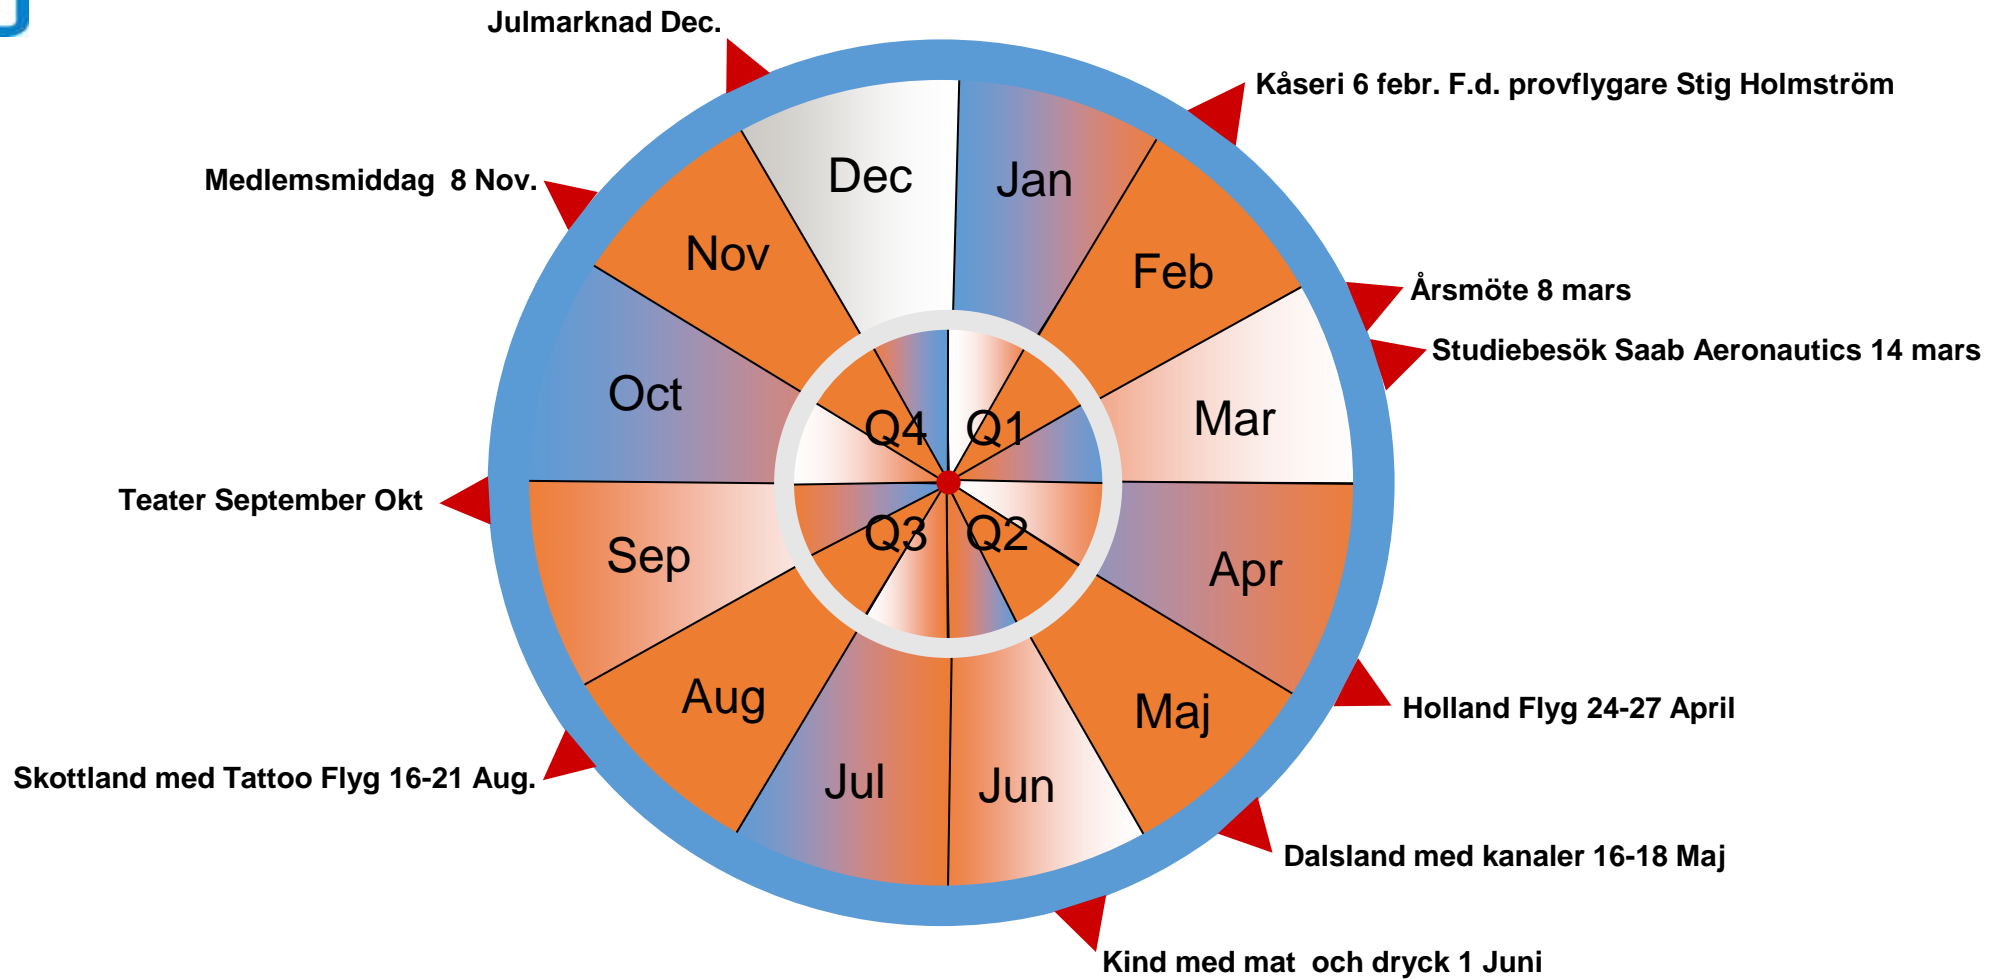 Julmarknad Dec.
Kåseri 6 febr. F.d. provflygare Stig Holmström
Medlemsmiddag  8 Nov.
Årsmöte 8 mars
Studiebesök Saab Aeronautics 14 mars
Teater September Okt
Holland Flyg 24-27 April
Skottland med Tattoo Flyg 16-21 Aug.
Dalsland med kanaler 16-18 Maj
Kind med mat  och dryck 1 Juni
Dec
Jan
Nov
Feb
Oct
Mar
Sep
Apr
Aug
Maj
Jul
Jun
Q4
Q1
Q3
Q2